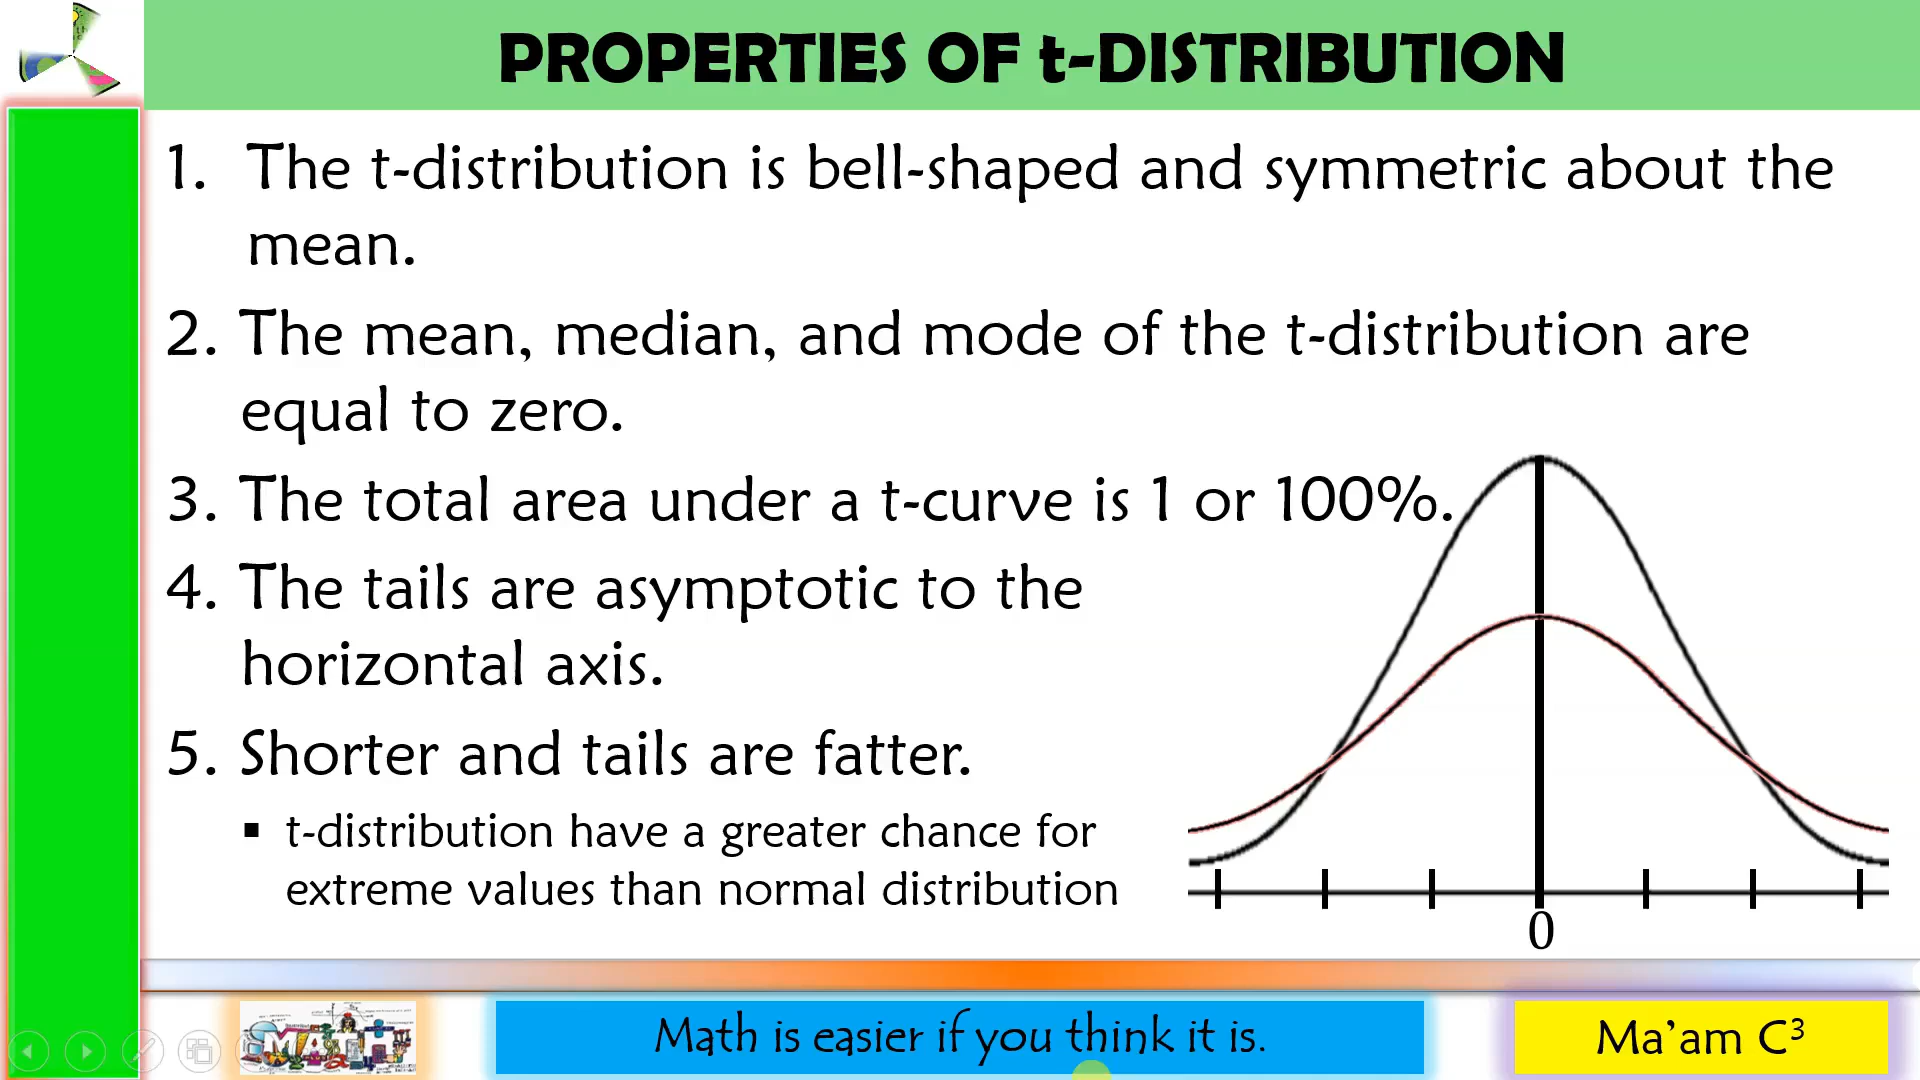 PROPERTIES OF t-DISTRIBUTION
1. The t-distribution is bell-shaped and symmetric about the
mean.
2. The mean, median, and mode of the t-distribution are
equal to zero.
3. The total area under a t-curve is 1 or 100%.
4. The tails are asymptotic to the
horizontal axis.
5. Shorter and tails are fatter.
▪ t-distribution have a greater chance for
extreme values than normal distribution
0
MATH
Math is easier if you think it is.
Ma’am C³